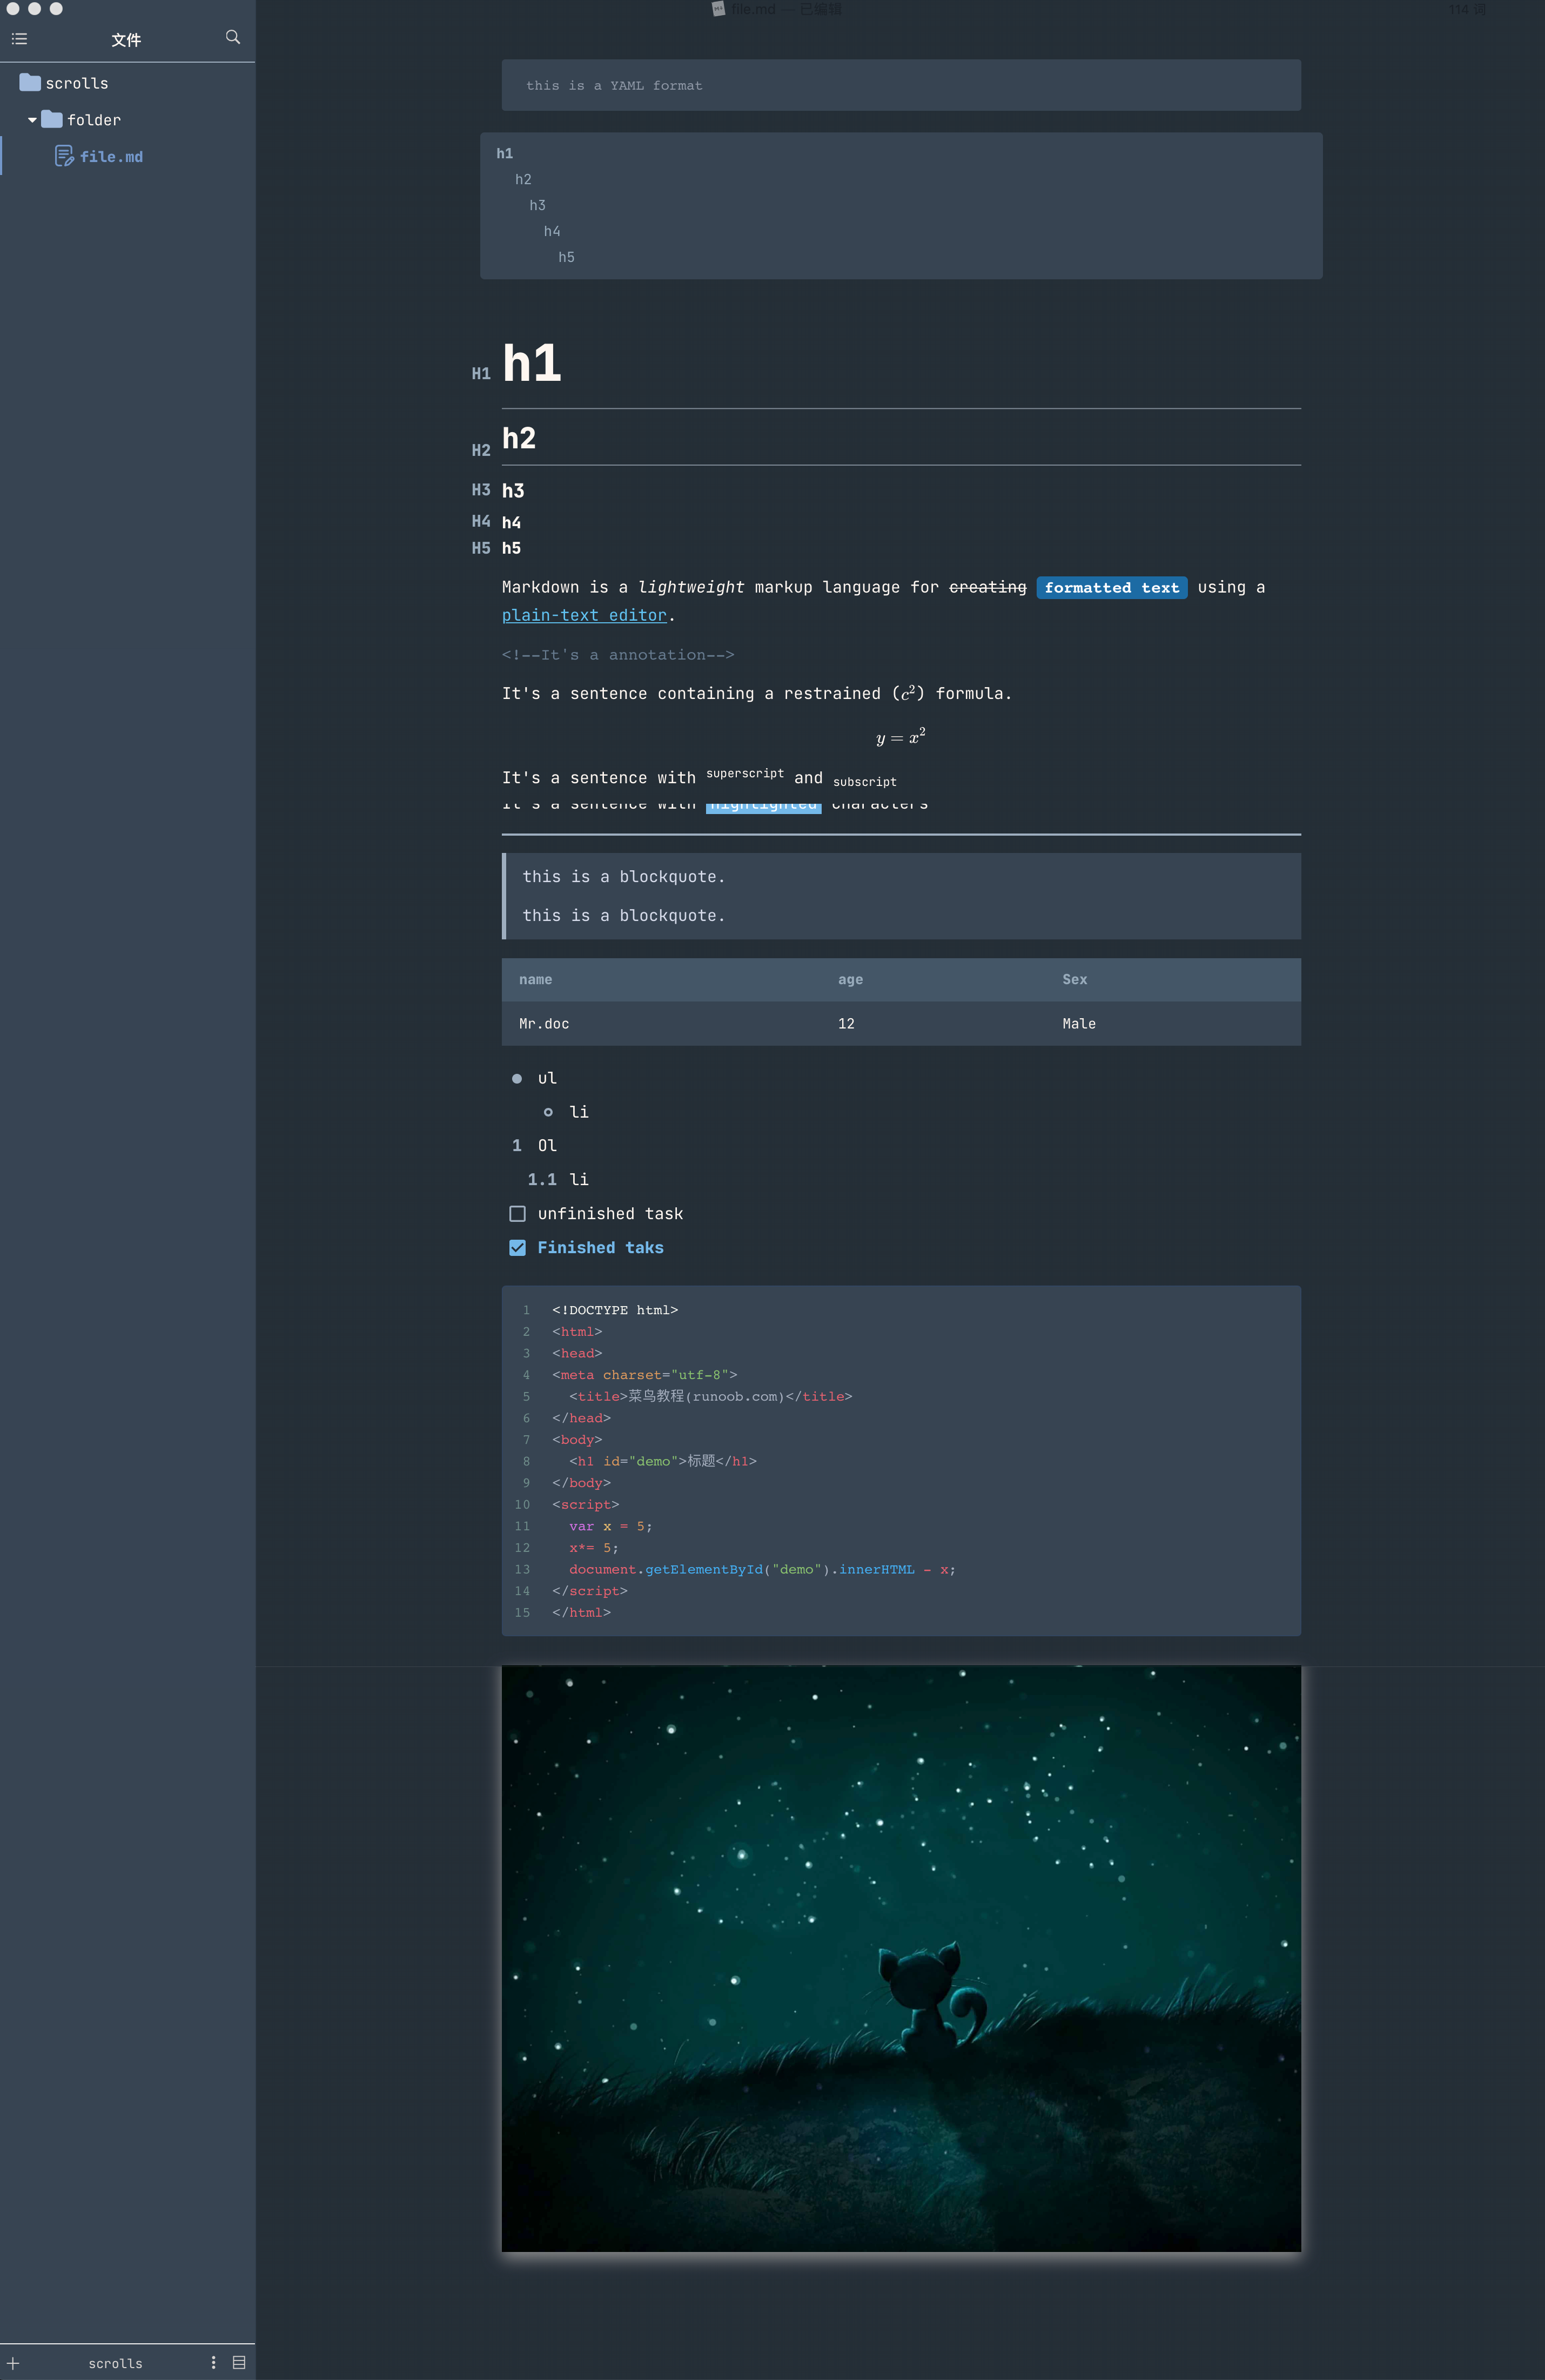 file.md — 已编辑
114 词
文件
scrolls
folder
file.md
this is a YAML format
h1
h2
h3
h4
h5
H1 h1
H2 h2
H3 h3
H4 h4
H5 h5
Markdown is a lightweight markup language for creating formatted text using a
plain-text editor.
<!--It's a annotation-->
It's a sentence containing a restrained (c²) formula.
y = x²
It's a sentence with superscript and subscript
It's a sentence with highlighted characters
this is a blockquote.
this is a blockquote.
name age Sex
Mr.doc 12 Male
ul
li
1 Ol
1.1 li
unfinished task
Finished taks
1 <!DOCTYPE html>
2 <html>
3 <head>
4 <meta charset="utf-8">
5 <title>菜鸟教程(runoob.com)</title>
6 </head>
7 <body>
8 <h1 id="demo">标题</h1>
9 </body>
10 <script>
11 var x = 5;
12 x*= 5;
13 document.getElementById("demo").innerHTML - x;
14 </script>
15 </html>
scrolls